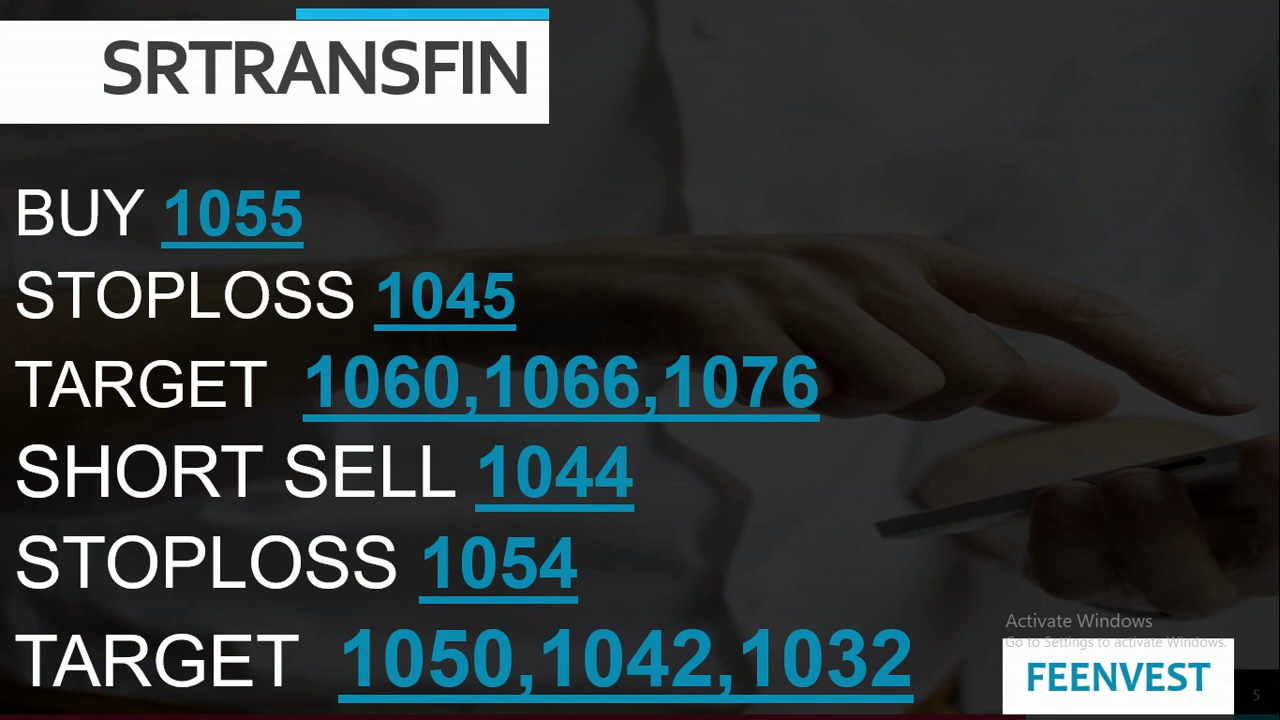 SRTRANSFIN
BUY 1055
STOPLOSS 1045
TARGET 1060,1066,1076
SHORT SELL 1044
STOPLOSS 1054
TARGET 1050,1042,1032
Activate Windows
Go to Settings to activate Windows.
FEENVEST
5